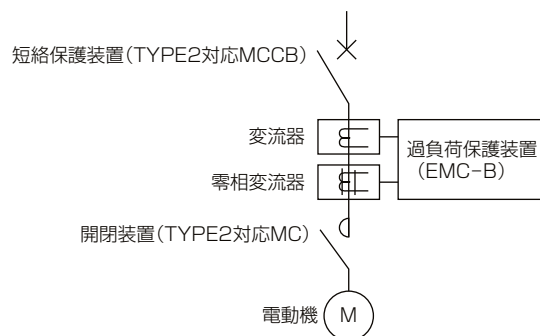 短絡保護装置(TYPE2対応MCCB)
変流器
過負荷保護装置
(EMC-B)
零相変流器
開閉装置(TYPE2対応MC)
電動機
M